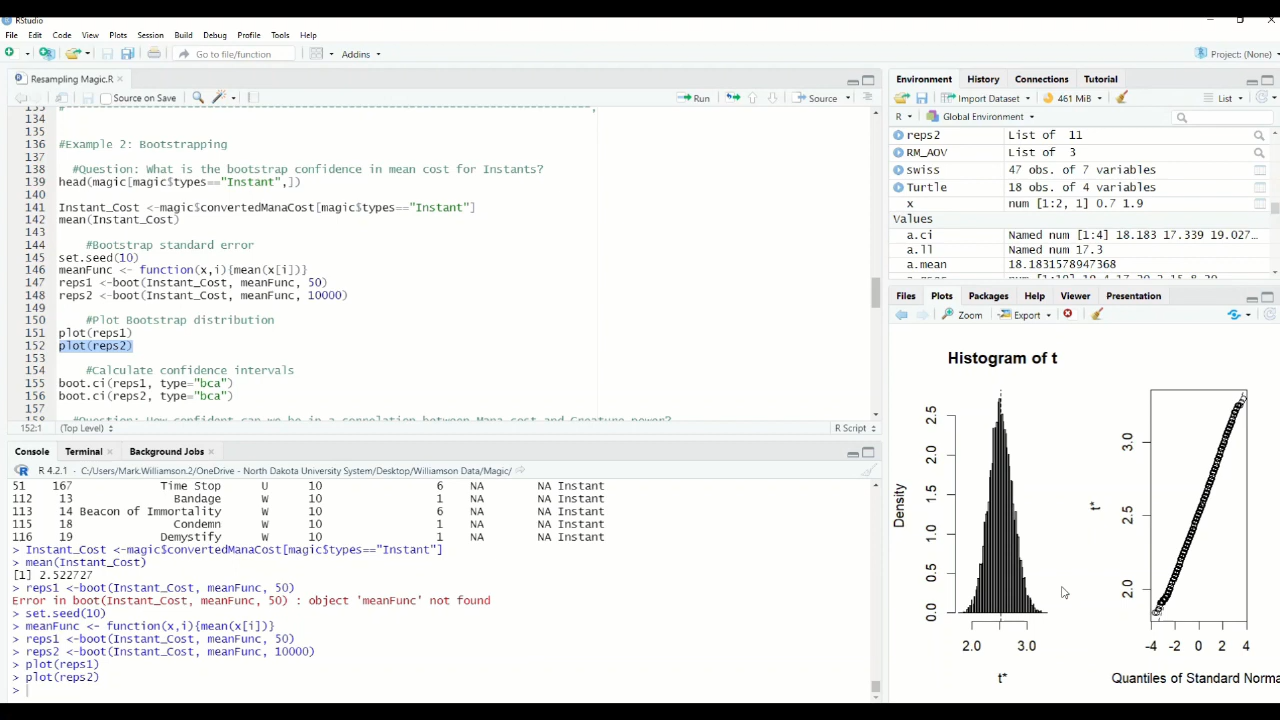 RStudio
File Edit Code View Plots Session Build Debug Profile Tools Help
Go to file/function Addins Project: (None)
Resampling Magic.R
Source on Save Run Source
134
135
136 #Example 2: Bootstrapping
137
138 #Question: What is the bootstrap confidence in mean cost for Instants?
139 head(magic[magic$types=="Instant",])
140
141 Instant_Cost <-magic$convertedManaCost[magic$types=="Instant"]
142 mean(Instant_Cost)
143
144 #Bootstrap standard error
145 set.seed(10)
146 meanFunc <- function(x,i){mean(x[i])}
147 reps1 <-boot(Instant_Cost, meanFunc, 50)
148 reps2 <-boot(Instant_Cost, meanFunc, 10000)
149
150 #Plot Bootstrap distribution
151 plot(reps1)
152 plot(reps2)
153
154 #Calculate confidence intervals
155 boot.ci(reps1, type="bca")
156 boot.ci(reps2, type="bca")
157
158 #Question: How confident can we be in a correlation between Mana cost and Creature power?
152:1 (Top Level) R Script
Console Terminal Background Jobs
R 4.2.1 · C:/Users/Mark.Williamson.2/OneDrive - North Dakota University System/Desktop/Williamson Data/Magic/
51 167 Time Stop U 10 6 NA NA Instant
112 13 Bandage W 10 1 NA NA Instant
113 14 Beacon of Immortality W 10 6 NA NA Instant
115 18 Condemn W 10 1 NA NA Instant
116 19 Demystify W 10 1 NA NA Instant
> Instant_Cost <-magic$convertedManaCost[magic$types=="Instant"]
> mean(Instant_Cost)
[1] 2.522727
> reps1 <-boot(Instant_Cost, meanFunc, 50)
Error in boot(Instant_Cost, meanFunc, 50) : object 'meanFunc' not found
> set.seed(10)
> meanFunc <- function(x,i){mean(x[i])}
> reps1 <-boot(Instant_Cost, meanFunc, 50)
> reps2 <-boot(Instant_Cost, meanFunc, 10000)
> plot(reps1)
> plot(reps2)
>
Environment History Connections Tutorial
Import Dataset 461 MiB List
R Global Environment
reps2 List of 11
RM_AOV List of 3
swiss 47 obs. of 7 variables
Turtle 18 obs. of 4 variables
x num [1:2, 1] 0.7 1.9
Values
a.ci Named num [1:4] 18.183 17.339 19.027…
a.ll Named num 17.3
a.mean 18.1831578947368
Files Plots Packages Help Viewer Presentation
Zoom Export
Histogram of t
Density
0.0 0.5 1.0 1.5 2.0 2.5
2.0 3.0
t*
t*
2.0 2.5 3.0
-4 -2 0 2 4
Quantiles of Standard Norma